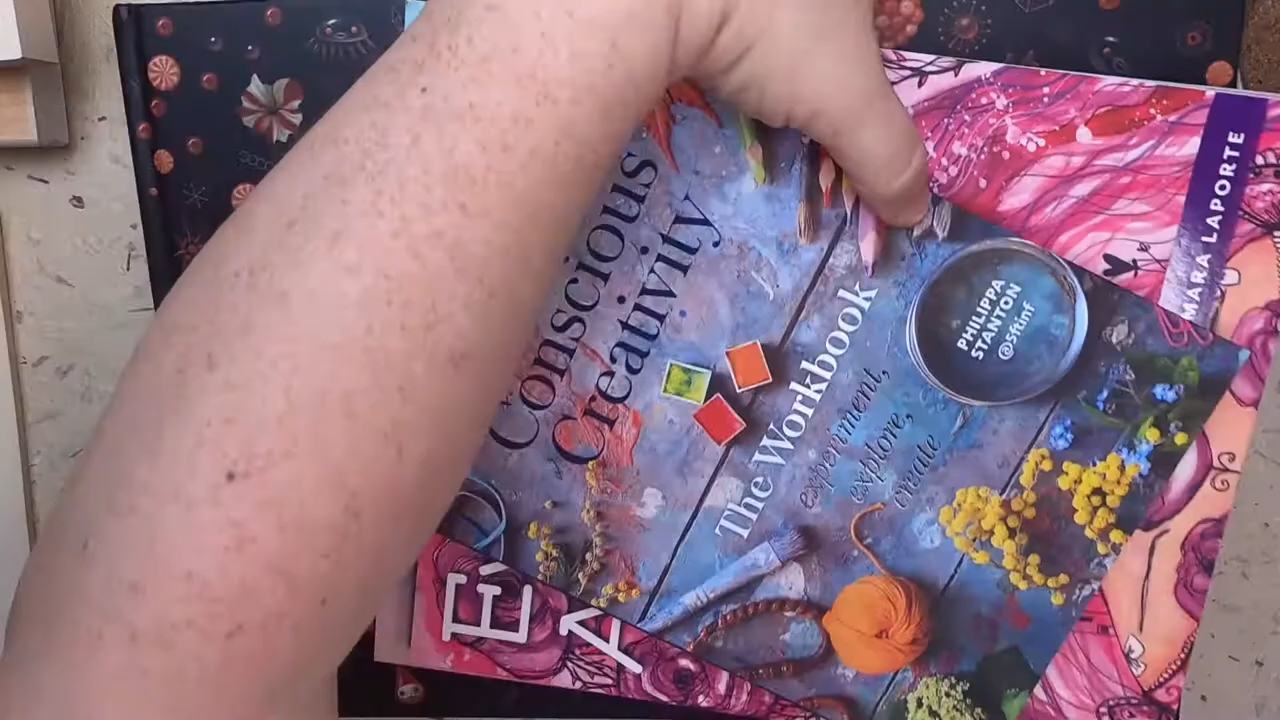 Conscious
Creativity
The Workbook
experiment,
explore,
create
PHILIPPA
STANTON
@5ftinf
MARA LAPORTE
É
A